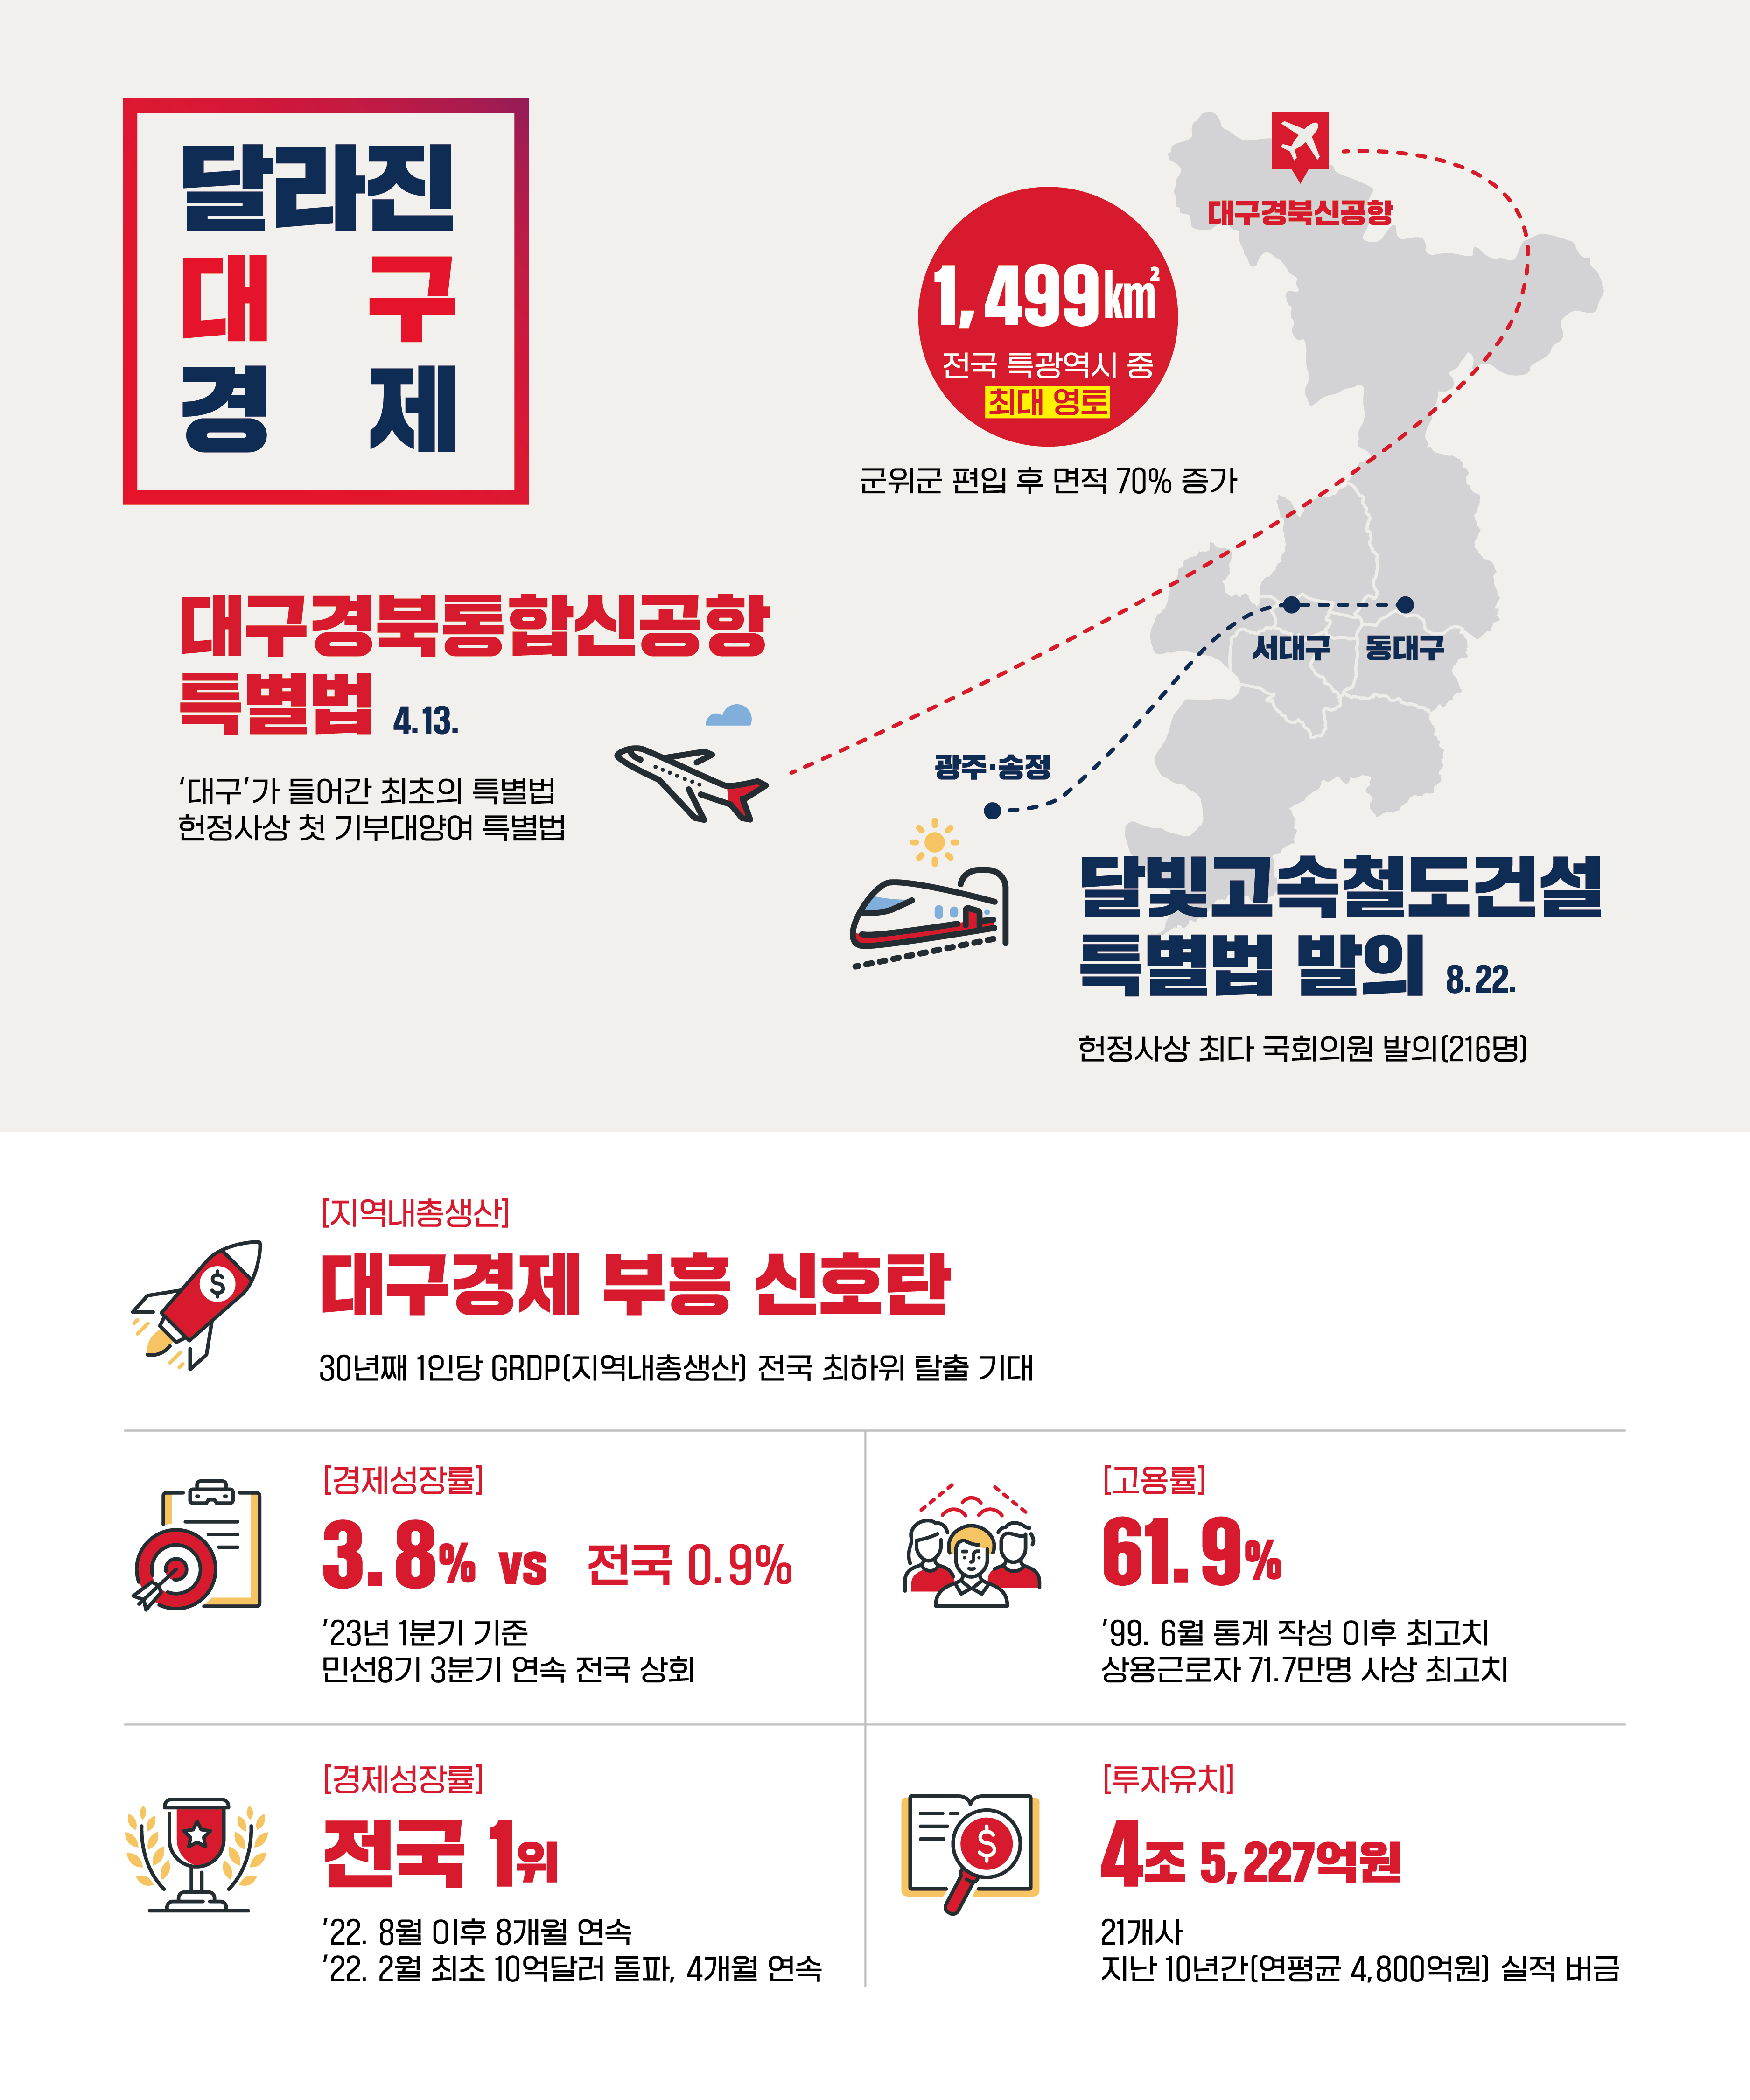 달라진
대 구
경 제
대구경북신공항
1,499km²
전국 특광역시 중
최대 영토
군위군 편입 후 면적 70% 증가
대구경북통합신공항
특별법 4.13.
'대구'가 들어간 최초의 특별법
헌정사상 첫 기부대양여 특별법
서대구 동대구
광주·송정
달빛고속철도건설
특별법 발의 8.22.
헌정사상 최다 국회의원 발의(216명)
[지역내총생산]
대구경제 부흥 신호탄
30년째 1인당 GRDP(지역내총생산) 전국 최하위 탈출 기대
[경제성장률]
3.8% vs 전국 0.9%
'23년 1분기 기준
민선8기 3분기 연속 전국 상회
[고용률]
61.9%
'99. 6월 통계 작성 이후 최고치
상용근로자 71.7만명 사상 최고치
[경제성장률]
전국 1위
'22. 8월 이후 8개월 연속
'22. 2월 최초 10억달러 돌파, 4개월 연속
[투자유치]
4조 5,227억원
21개사
지난 10년간(연평균 4,800억원) 실적 버금